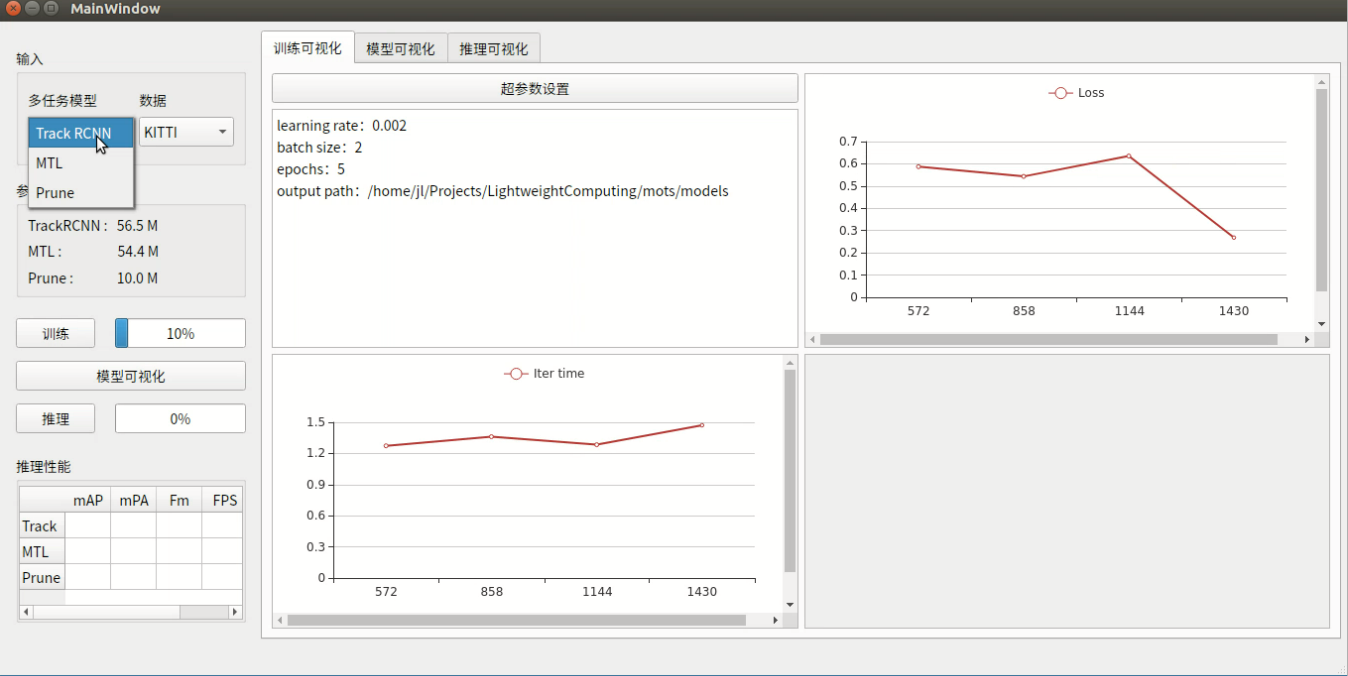 MainWindow
输入
多任务模型 数据
Track RCNN
KITTI
MTL
Prune
TrackRCNN : 56.5 M
MTL : 54.4 M
Prune : 10.0 M
训练 10%
模型可视化
推理 0%
推理性能
mAP mPA Fm FPS
Track
MTL
Prune
训练可视化 模型可视化 推理可视化
超参数设置
learning rate：0.002
batch size：2
epochs：5
output path：/home/jl/Projects/LightweightComputing/mots/models
Loss
0.7
0.6
0.5
0.4
0.3
0.2
0.1
0
572 858 1144 1430
Iter time
1.5
1.2
0.9
0.6
0.3
0
572 858 1144 1430